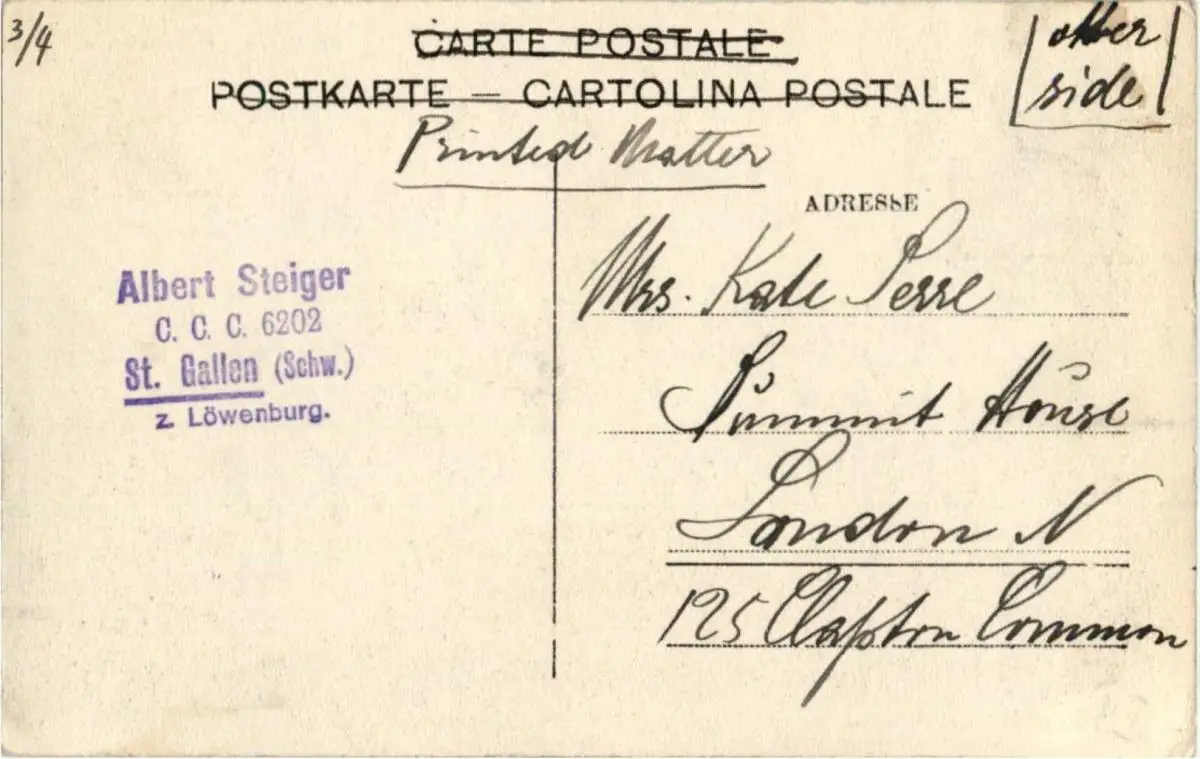 3/4
CARTE POSTALE
POSTKARTE — CARTOLINA POSTALE
other
side
Printed Matter
ADRESSE
Albert Steiger
C. C. C. 6202
St. Gallen (Schw.)
z. Löwenburg.
Mrs. Kate Perre
Summit House
London N
125 Clapton Common